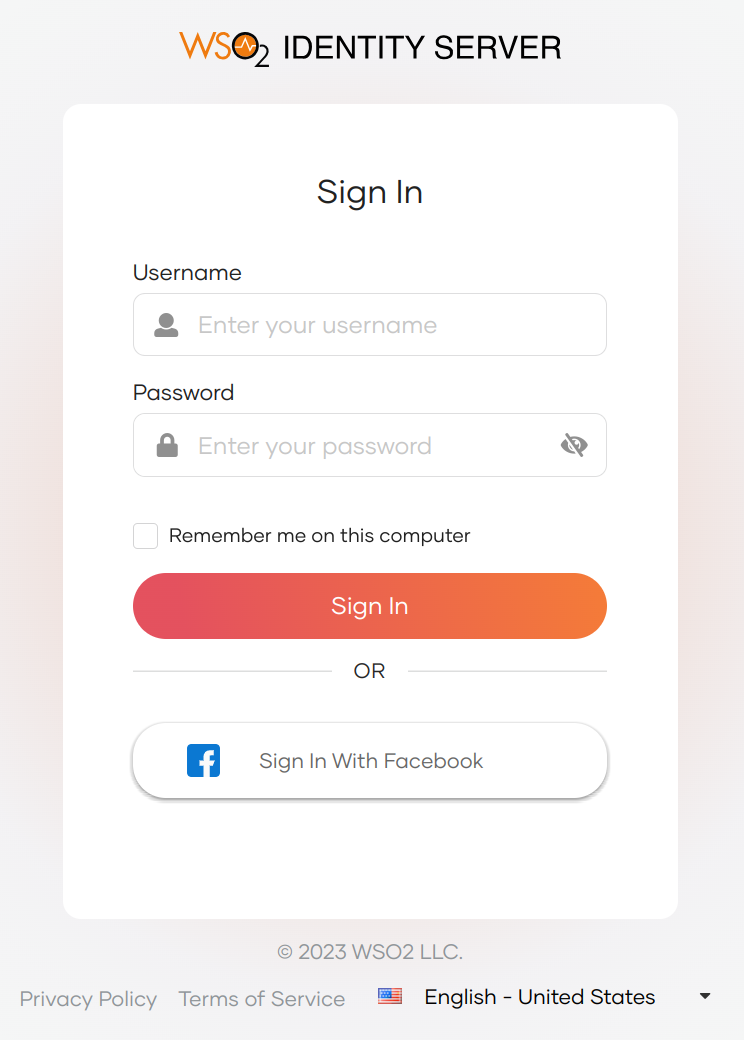 WSO2 IDENTITY SERVER
Sign In
Username
Enter your username
Password
Enter your password
Remember me on this computer
Sign In
OR
Sign In With Facebook
© 2023 WSO2 LLC.
Privacy Policy Terms of Service English - United States